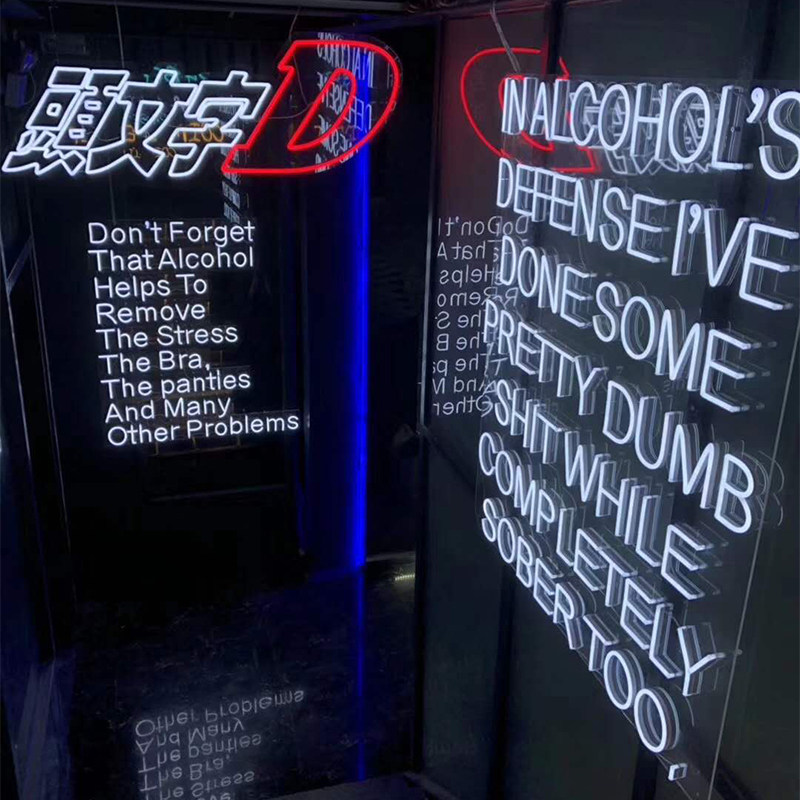 頭文字D
Don't Forget
That Alcohol
Helps To
Remove
The Stress
The Bra,
The panties
And Many
Other Problems
IN ALCOHOL'S
DEFENSE I'VE
DONE SOME
PRETTY DUMB
SHIT WHILE
COMPLETELY
SOBER TOO.